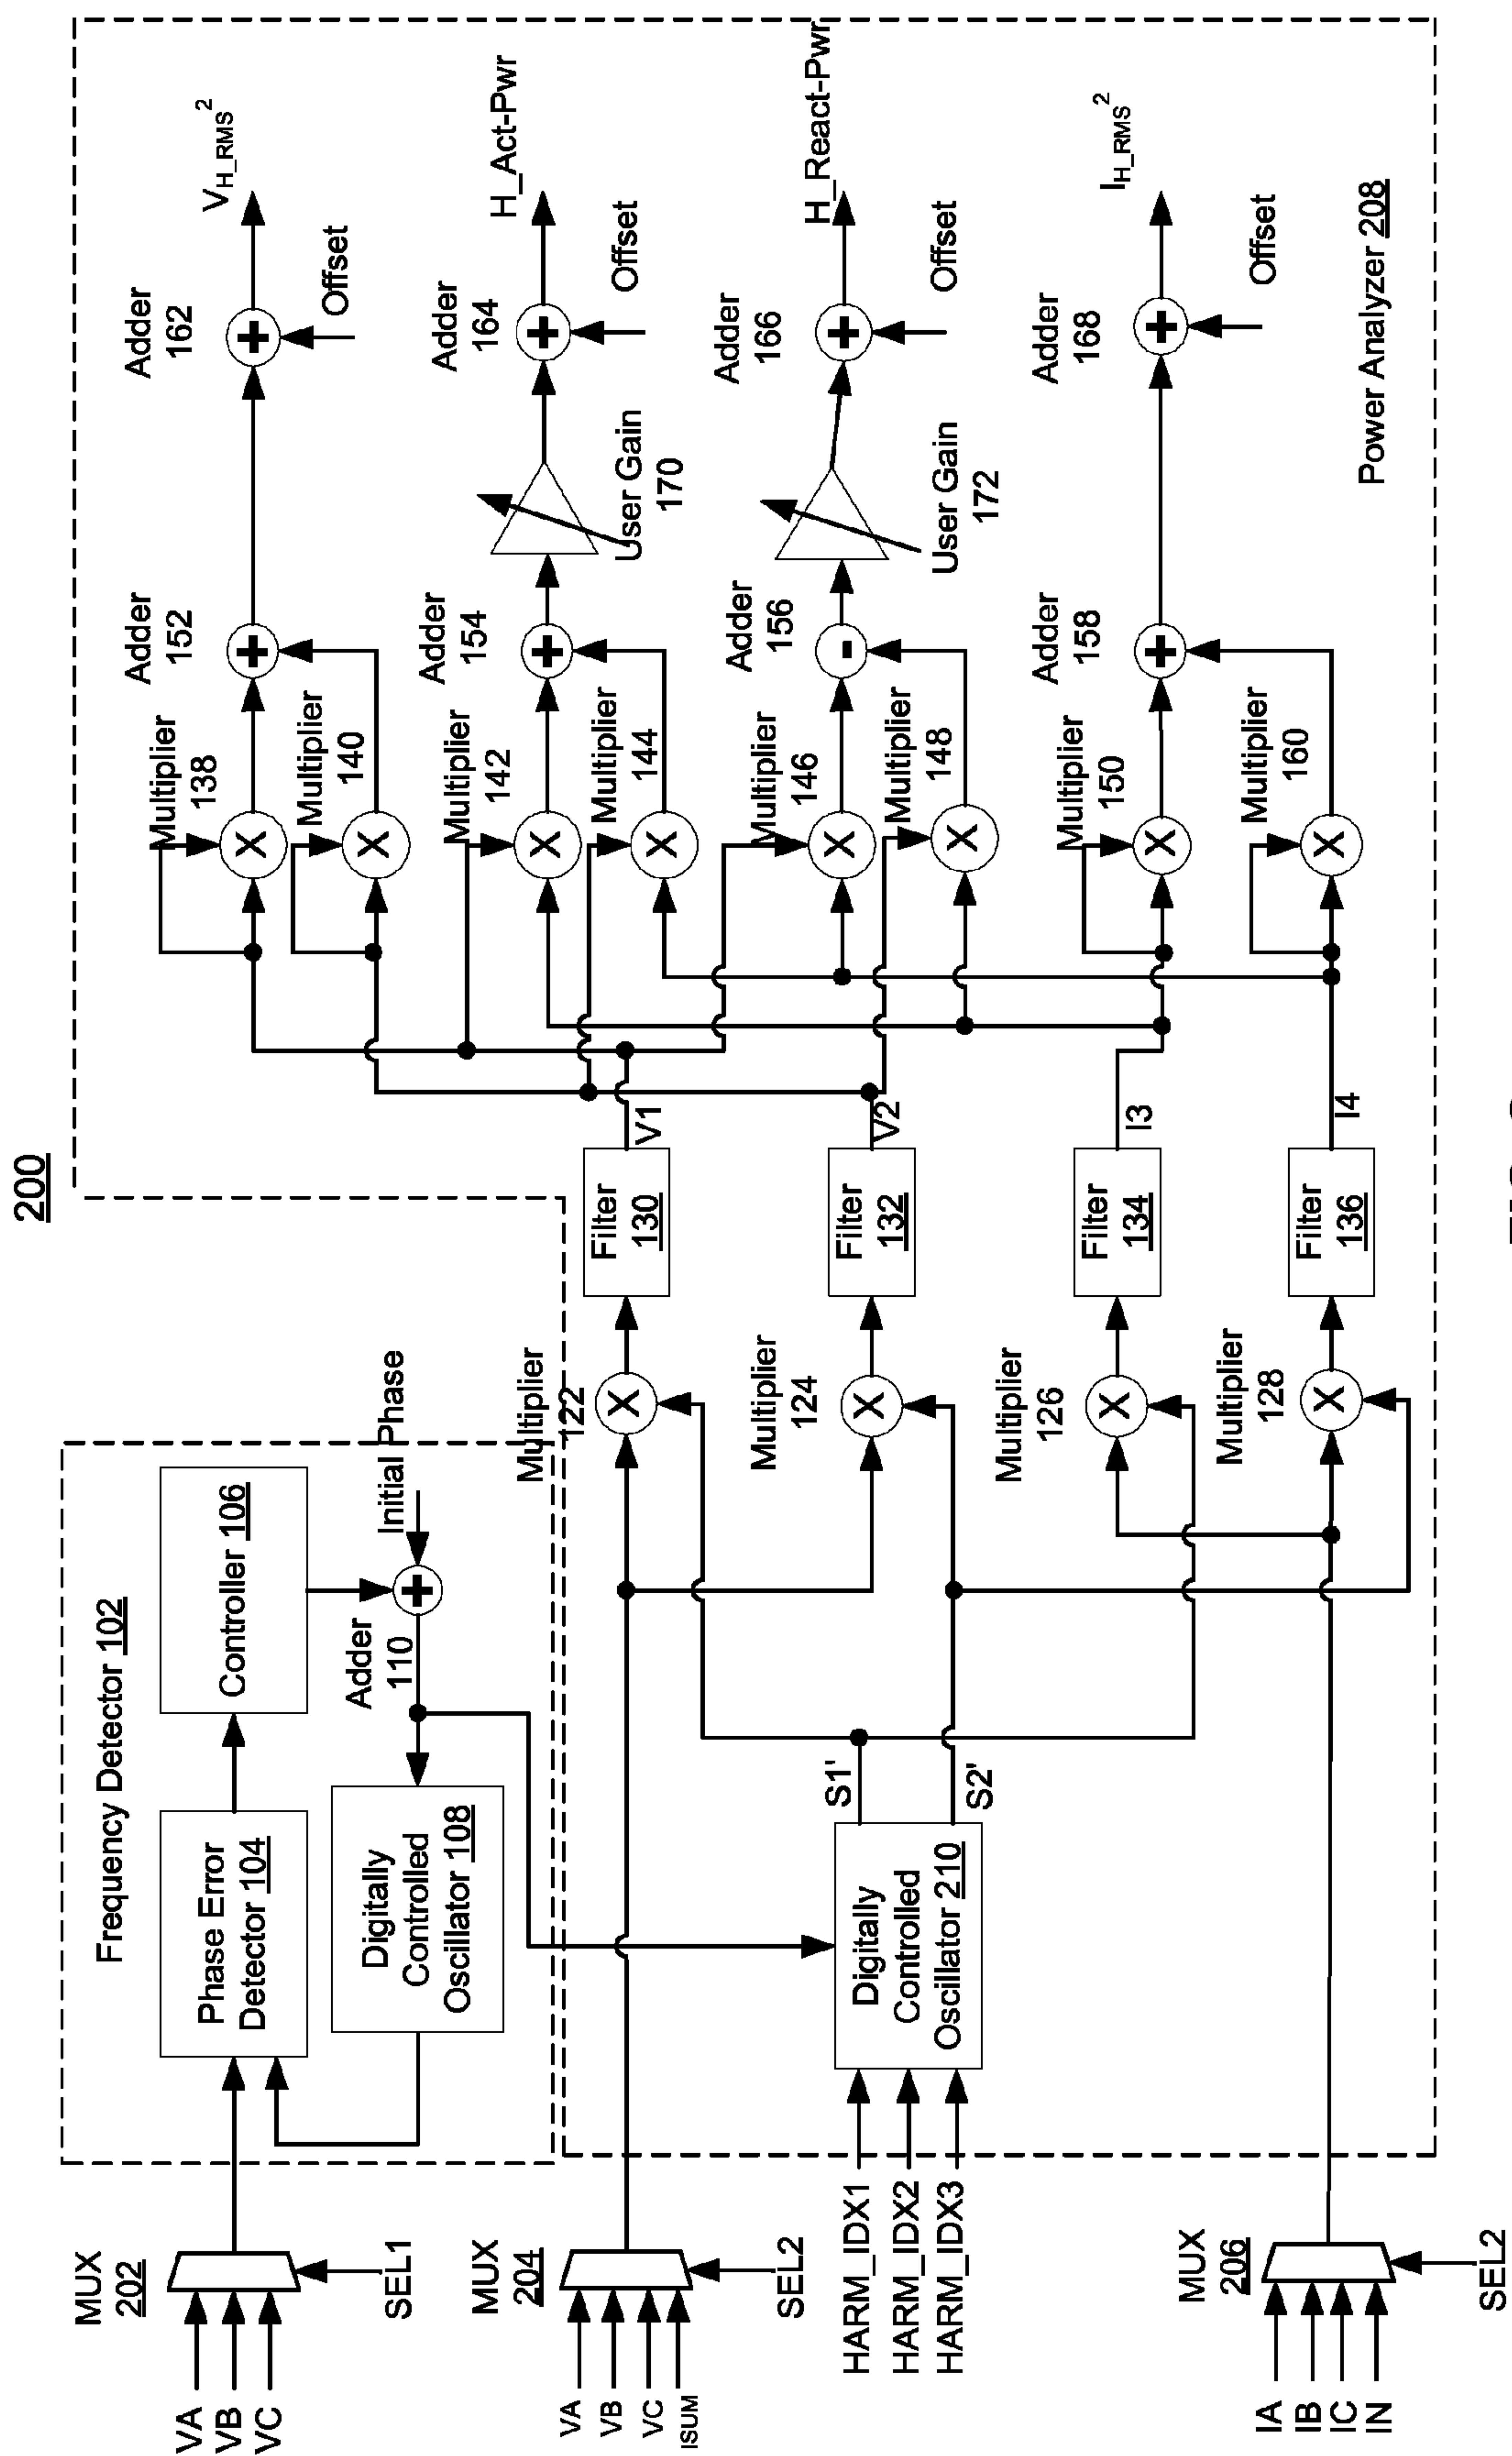 200
Frequency Detector 102
Phase Error
Detector 104
Controller 106
Digitally
Controlled
Oscillator 108
Adder
110
Initial Phase
MUX
202
VA
VB
VC
SEL1
MUX
204
VA
VB
VC
ISUM
SEL2
HARM_IDX1
HARM_IDX2
HARM_IDX3
Digitally
Controlled
Oscillator 210
S1'
S2'
MUX
206
IA
IB
IC
IN
SEL2
Multiplier
122
X
Multiplier
124
X
Multiplier
126
X
Multiplier
128
X
Filter
130
Filter
132
Filter
134
Filter
136
V1
V2
I3
I4
Multiplier
138
X
Multiplier
140
X
Multiplier
142
X
Multiplier
144
X
Multiplier
146
X
Multiplier
148
X
Multiplier
150
X
Multiplier
160
X
Adder
152
+
Adder
154
+
Adder
156
-
Adder
158
+
User Gain
170
User Gain
172
Adder
162
+
Offset
Adder
164
+
Offset
Adder
166
+
Offset
Adder
168
+
Offset
VH_RMS2
H_Act-Pwr
H_React-Pwr
IH_RMS2
Power Analyzer 208